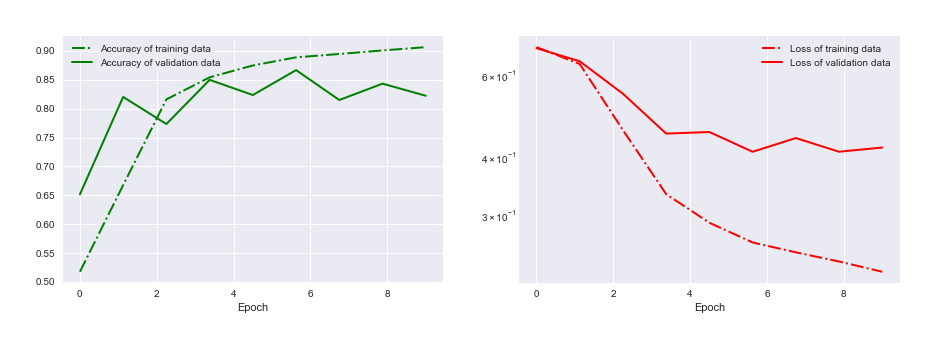 Accuracy of training data
Accuracy of validation data
0.90
0.85
0.80
0.75
0.70
0.65
0.60
0.55
0.50
0 2 4 6 8
Epoch
Loss of training data
Loss of validation data
6 × 10⁻¹
4 × 10⁻¹
3 × 10⁻¹
0 2 4 6 8
Epoch